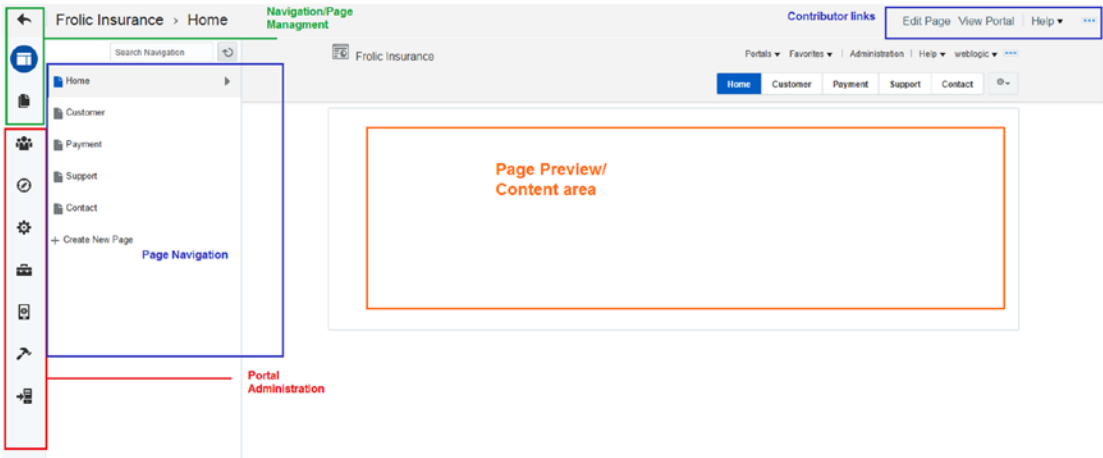 Frolic Insurance > Home
Navigation/Page
Managment
Contributor links
Edit Page View Portal | Help
Search Navigation
Frolic Insurance
Portals Favorites | Administration | Help weblogic
Home
Customer
Payment
Support
Contact
Home
Customer
Payment
Support
Contact
+ Create New Page
Page Navigation
Page Preview/
Content area
Portal
Administration